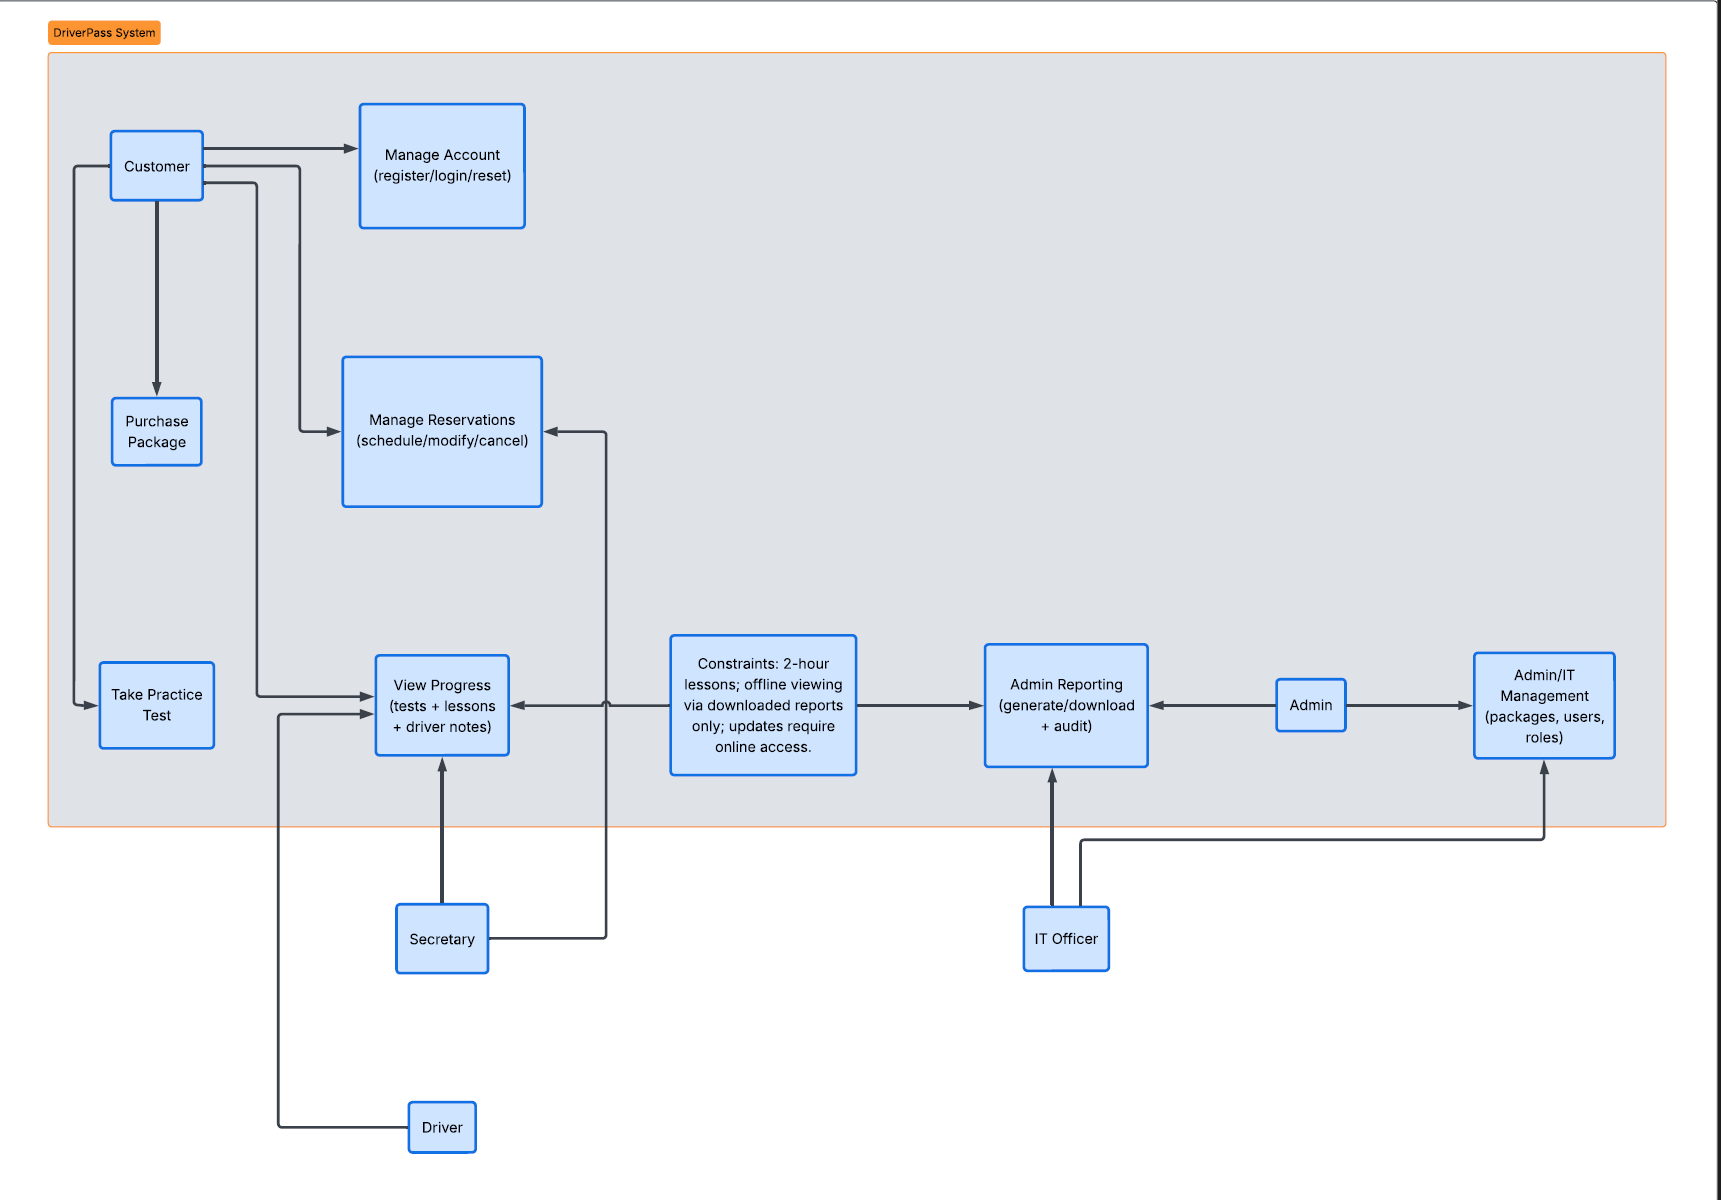 DriverPass System
Customer
Manage Account
(register/login/reset)
Purchase
Package
Manage Reservations
(schedule/modify/cancel)
Take Practice
Test
View Progress
(tests + lessons
+ driver notes)
Constraints: 2-hour
lessons; offline viewing
via downloaded reports
only; updates require
online access.
Admin Reporting
(generate/download
+ audit)
Admin
Admin/IT
Management
(packages, users,
roles)
Secretary
IT Officer
Driver